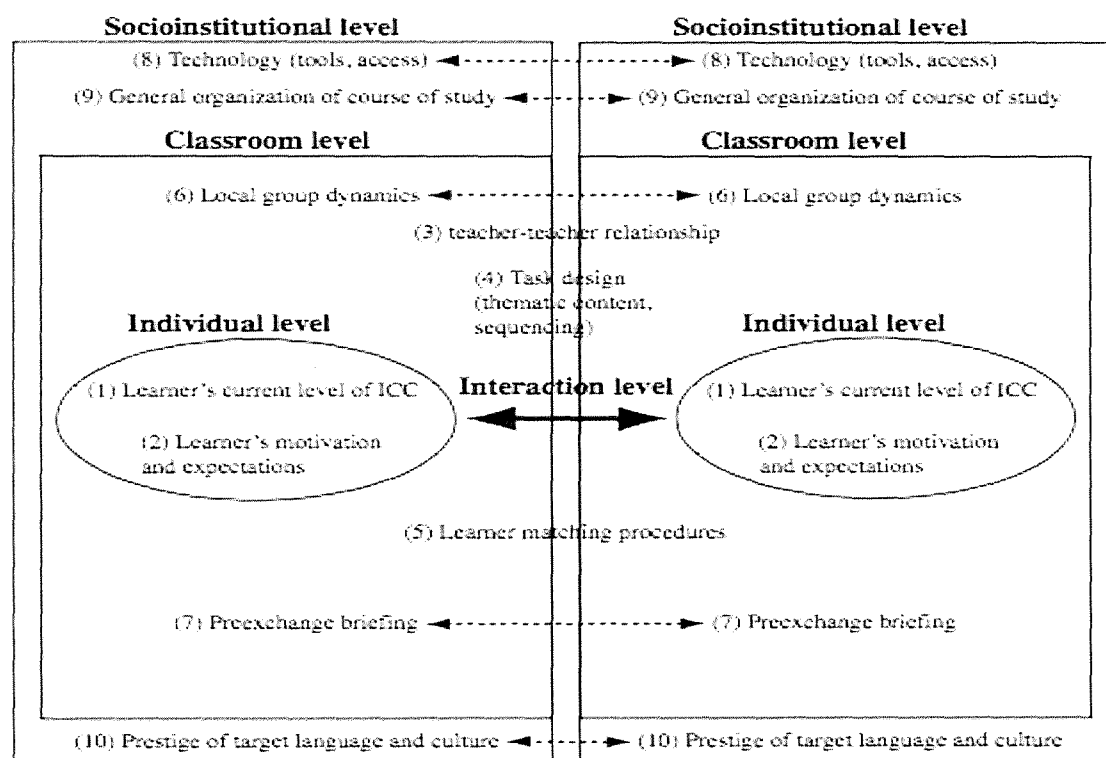 Socioinstitutional level Socioinstitutional level
(8) Technology (tools, access) (8) Technology (tools, access)
(9) General organization of course of study (9) General organization of course of study
Classroom level Classroom level
(6) Local group dynamics (6) Local group dynamics
(3) teacher-teacher relationship
(4) Task design
(thematic content,
sequencing)
Individual level Individual level
(1) Learner's current level of ICC Interaction level (1) Learner's current level of ICC
(2) Learner's motivation (2) Learner's motivation
and expectations and expectations
(5) Learner matching procedures
(7) Preexchange briefing (7) Preexchange briefing
(10) Prestige of target language and culture (10) Prestige of target language and culture